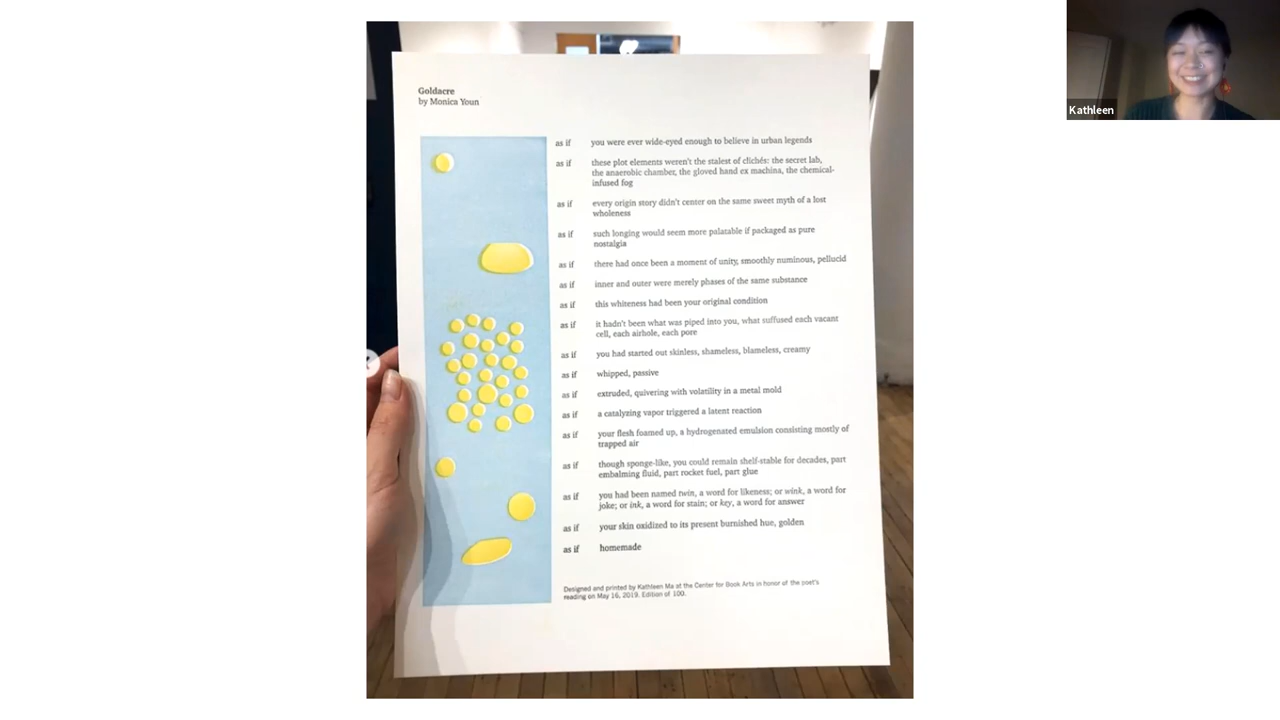 Kathleen
Goldacre
by Monica Youn
as if you were ever wide-eyed enough to believe in urban legends
as if these plot elements weren't the stalest of clichés: the secret lab,
the anaerobic chamber, the gloved hand ex machina, the chemical-
infused fog
as if every origin story didn't center on the same sweet myth of a lost
wholeness
as if such longing would seem more palatable if packaged as pure
nostalgia
as if there had once been a moment of unity, smoothly numinous, pellucid
as if inner and outer were merely phases of the same substance
as if this whiteness had been your original condition
as if it hadn't been what was piped into you, what suffused each vacant
cell, each airhole, each pore
as if you had started out skinless, shameless, blameless, creamy
as if whipped, passive
as if extruded, quivering with volatility in a metal mold
as if a catalyzing vapor triggered a latent reaction
as if your flesh foamed up, a hydrogenated emulsion consisting mostly of
trapped air
as if though sponge-like, you could remain shelf-stable for decades, part
embalming fluid, part rocket fuel, part glue
as if you had been named twin, a word for likeness; or wink, a word for
joke; or ink, a word for stain; or key, a word for answer
as if your skin oxidized to its present burnished hue, golden
as if homemade
Designed and printed by Kathleen Ma at the Center for Book Arts in honor of the poet's
reading on May 16, 2019. Edition of 100.